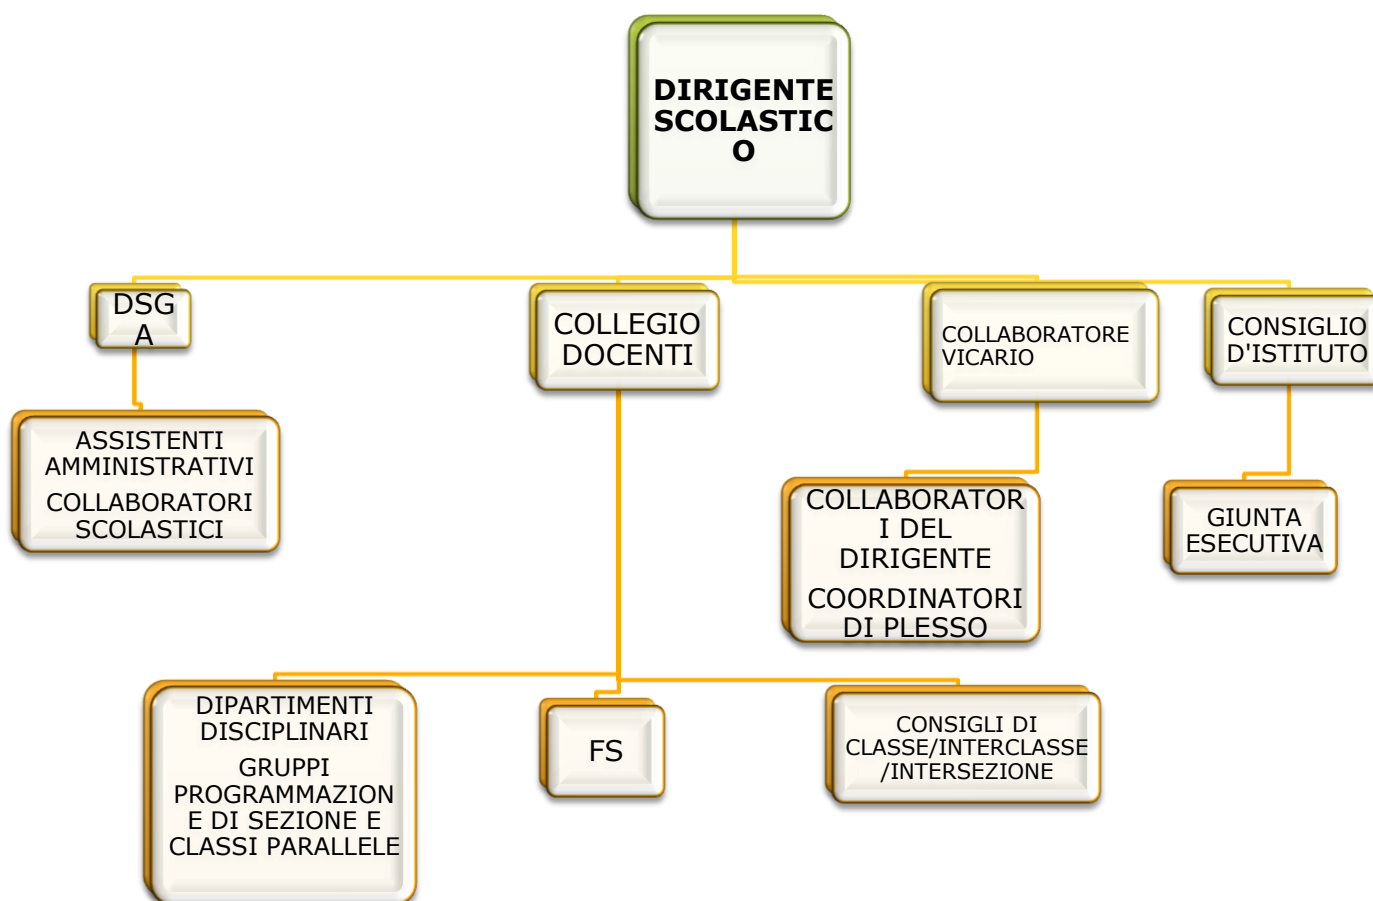 DIRIGENTE
SCOLASTIC
O
DSG
A
COLLEGIO
DOCENTI
COLLABORATORE
VICARIO
CONSIGLIO
D'ISTITUTO
ASSISTENTI
AMMINISTRATIVI
COLLABORATORI
SCOLASTICI
COLLABORATOR
I DEL
DIRIGENTE
COORDINATORI
DI PLESSO
GIUNTA
ESECUTIVA
DIPARTIMENTI
DISCIPLINARI
GRUPPI
PROGRAMMAZION
E DI SEZIONE E
CLASSI PARALLELE
FS
CONSIGLI DI
CLASSE/INTERCLASSE
/INTERSEZIONE